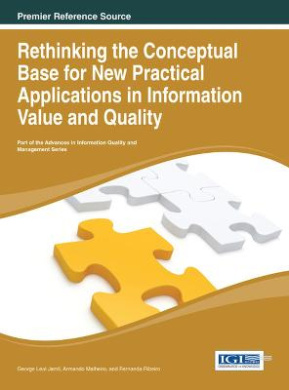 Premier Reference Source
Rethinking the Conceptual
Base for New Practical
Applications in Information
Value and Quality
Part of the Advances in Information Quality and
Management Series
George Leal Jamil, Armando Malheiro, and Fernanda Ribeiro
IGI